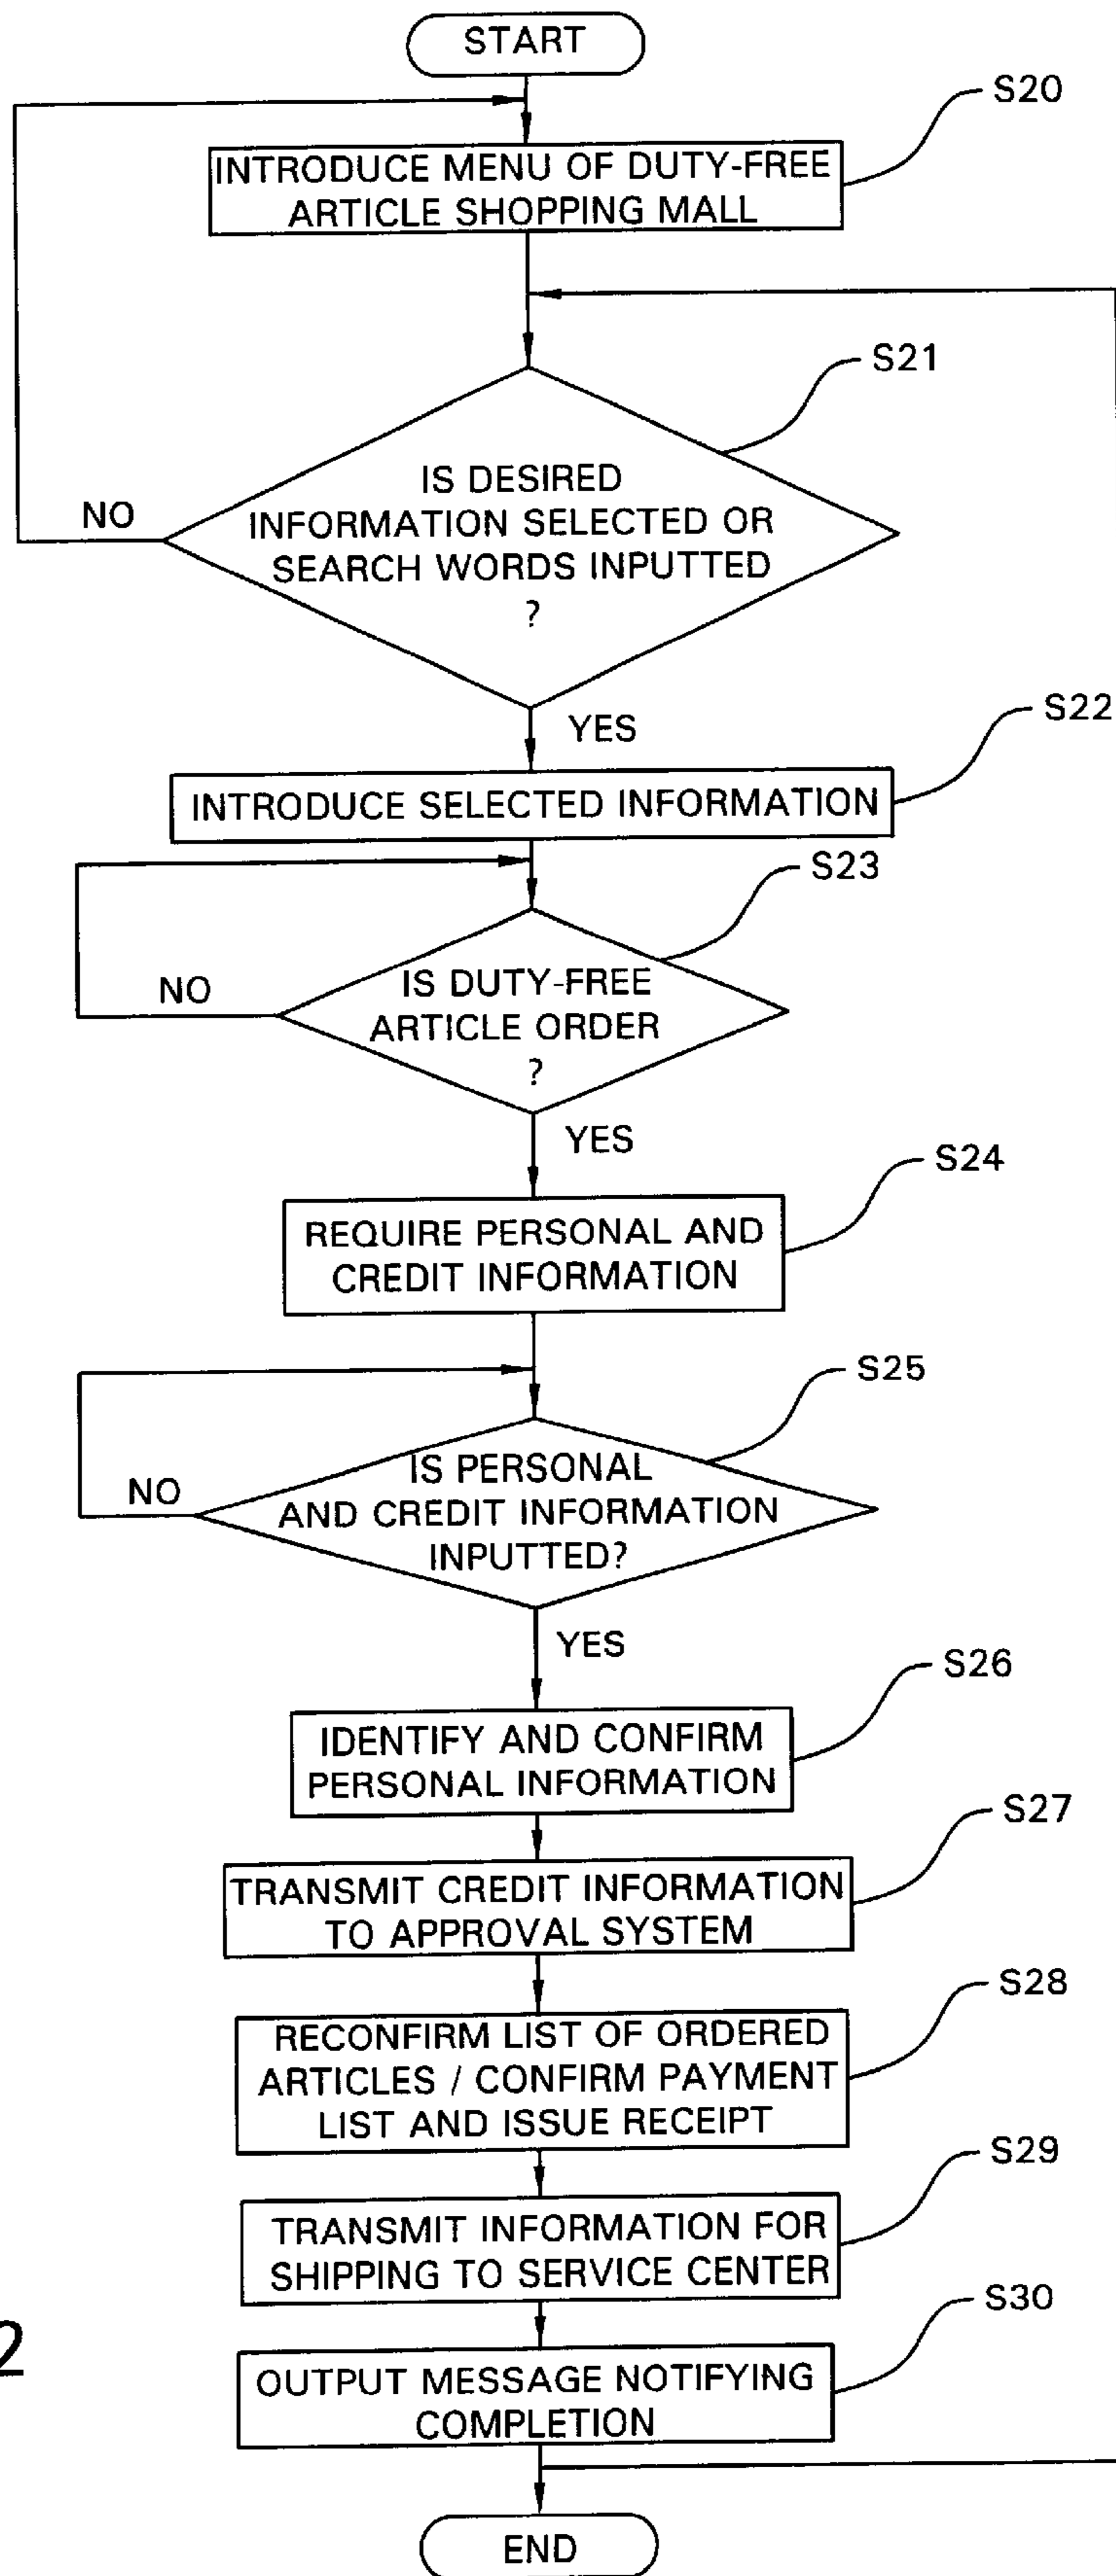 START
S20
INTRODUCE MENU OF DUTY-FREE
ARTICLE SHOPPING MALL
S21
IS DESIRED
INFORMATION SELECTED OR
SEARCH WORDS INPUTTED
?
NO
YES
S22
INTRODUCE SELECTED INFORMATION
S23
IS DUTY-FREE
ARTICLE ORDER
?
NO
YES
S24
REQUIRE PERSONAL AND
CREDIT INFORMATION
S25
IS PERSONAL
AND CREDIT INFORMATION
INPUTTED?
NO
YES
S26
IDENTIFY AND CONFIRM
PERSONAL INFORMATION
S27
TRANSMIT CREDIT INFORMATION
TO APPROVAL SYSTEM
S28
RECONFIRM LIST OF ORDERED
ARTICLES / CONFIRM PAYMENT
LIST AND ISSUE RECEIPT
S29
TRANSMIT INFORMATION FOR
SHIPPING TO SERVICE CENTER
S30
2
OUTPUT MESSAGE NOTIFYING
COMPLETION
END